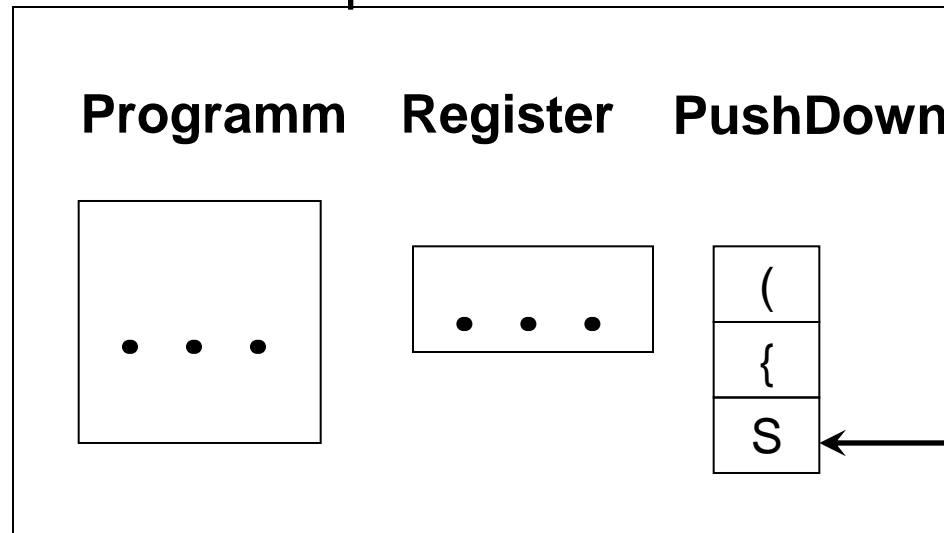 Programm Register PushDown
. . .
. . .
(
{
S